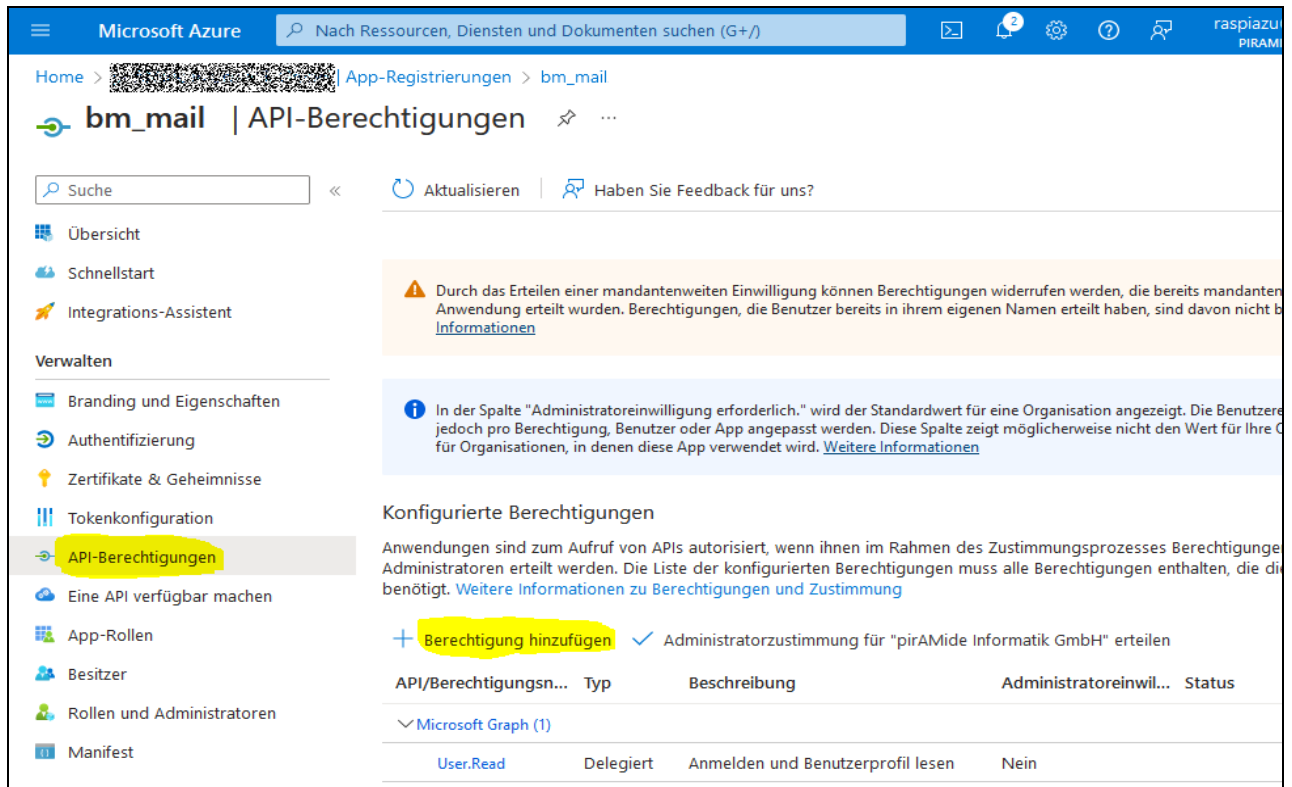 Microsoft Azure
Nach Ressourcen, Diensten und Dokumenten suchen (G+/)
2
raspiazu
PIRAMI
Home > | App-Registrierungen > bm_mail
bm_mail | API-Berechtigungen
Suche
Aktualisieren
Haben Sie Feedback für uns?
Übersicht
Schnellstart
Integrations-Assistent
Durch das Erteilen einer mandantenweiten Einwilligung können Berechtigungen widerrufen werden, die bereits mandanten
Anwendung erteilt wurden. Berechtigungen, die Benutzer bereits in ihrem eigenen Namen erteilt haben, sind davon nicht b
Informationen
Verwalten
Branding und Eigenschaften
Authentifizierung
Zertifikate & Geheimnisse
Tokenkonfiguration
API-Berechtigungen
Eine API verfügbar machen
App-Rollen
Besitzer
Rollen und Administratoren
Manifest
In der Spalte "Administratoreinwilligung erforderlich." wird der Standardwert für eine Organisation angezeigt. Die Benutzere
jedoch pro Berechtigung, Benutzer oder App angepasst werden. Diese Spalte zeigt möglicherweise nicht den Wert für Ihre O
für Organisationen, in denen diese App verwendet wird. Weitere Informationen
Konfigurierte Berechtigungen
Anwendungen sind zum Aufruf von APIs autorisiert, wenn ihnen im Rahmen des Zustimmungsprozesses Berechtigunge
Administratoren erteilt werden. Die Liste der konfigurierten Berechtigungen muss alle Berechtigungen enthalten, die di
benötigt. Weitere Informationen zu Berechtigungen und Zustimmung
Berechtigung hinzufügen
Administratorzustimmung für "pirAMide Informatik GmbH" erteilen
API/Berechtigungsn... Typ Beschreibung Administratoreinwil... Status
Microsoft Graph (1)
User.Read Delegiert Anmelden und Benutzerprofil lesen Nein